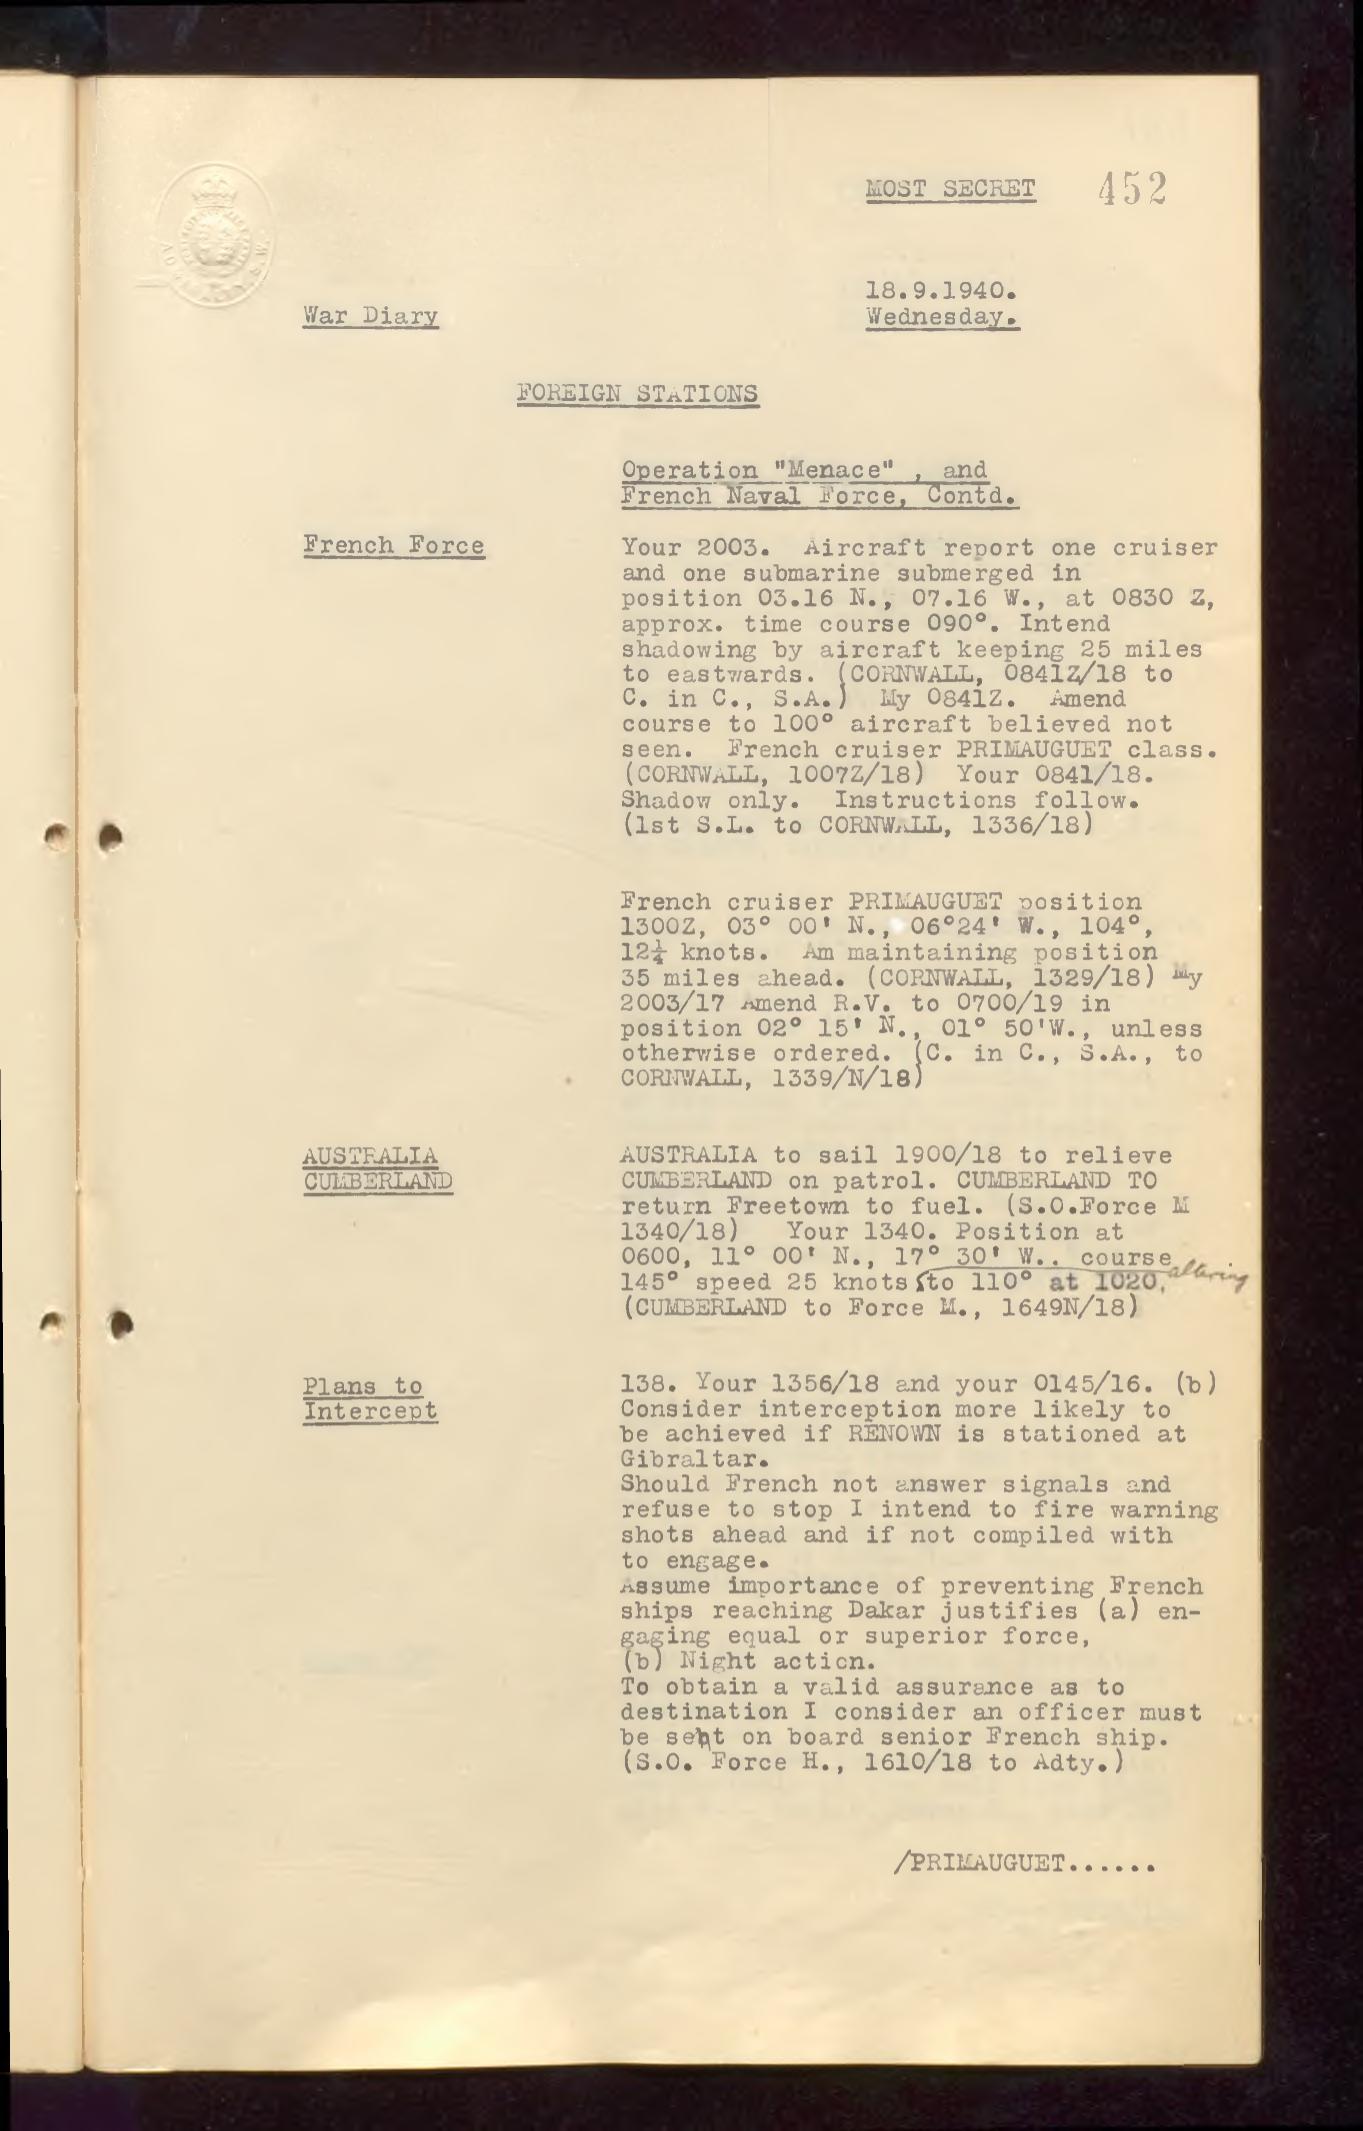 MOST SECRET 452
18.9.1940.
War Diary
Wednesday.
FOREIGN STATIONS
Operation "Menace" , and
French Naval Force, Contd.
French Force
Your 2003. Aircraft report one cruiser
and one submarine submerged in
position 03.16 N., 07.16 W., at 0830 Z,
approx. time course 090°. Intend
shadowing by aircraft keeping 25 miles
to eastwards. (CORNWALL, 0841Z/18 to
C. in C., S.A.) My 0841Z. Amend
course to 100° aircraft believed not
seen. French cruiser PRIMAUGUET class.
(CORNWALL, 1007Z/18) Your 0841/18.
Shadow only. Instructions follow.
(1st S.L. to CORNWALL, 1336/18)
French cruiser PRIMAUGUET position
1300Z, 03° 00' N., 06°24' W., 104°,
12¼ knots. Am maintaining position
35 miles ahead. (CORNWALL, 1329/18) My
2003/17 Amend R.V. to 0700/19 in
position 02° 15' N., 01° 50'W., unless
otherwise ordered. (C. in C., S.A., to
CORNWALL, 1339/N/18)
AUSTRALIA
CUMBERLAND
AUSTRALIA to sail 1900/18 to relieve
CUMBERLAND on patrol. CUMBERLAND TO
return Freetown to fuel. (S.O.Force M
1340/18) Your 1340. Position at
0600, 11° 00' N., 17° 30' W.. course
145° speed 25 knots altering to 110° at 1020,
(CUMBERLAND to Force M., 1649N/18)
Plans to
Intercept
138. Your 1356/18 and your 0145/16. (b)
Consider interception more likely to
be achieved if RENOWN is stationed at
Gibraltar.
Should French not answer signals and
refuse to stop I intend to fire warning
shots ahead and if not compiled with
to engage.
Assume importance of preventing French
ships reaching Dakar justifies (a) en-
gaging equal or superior force,
(b) Night action.
To obtain a valid assurance as to
destination I consider an officer must
be sent on board senior French ship.
(S.O. Force H., 1610/18 to Adty.)
/PRIMAUGUET.......